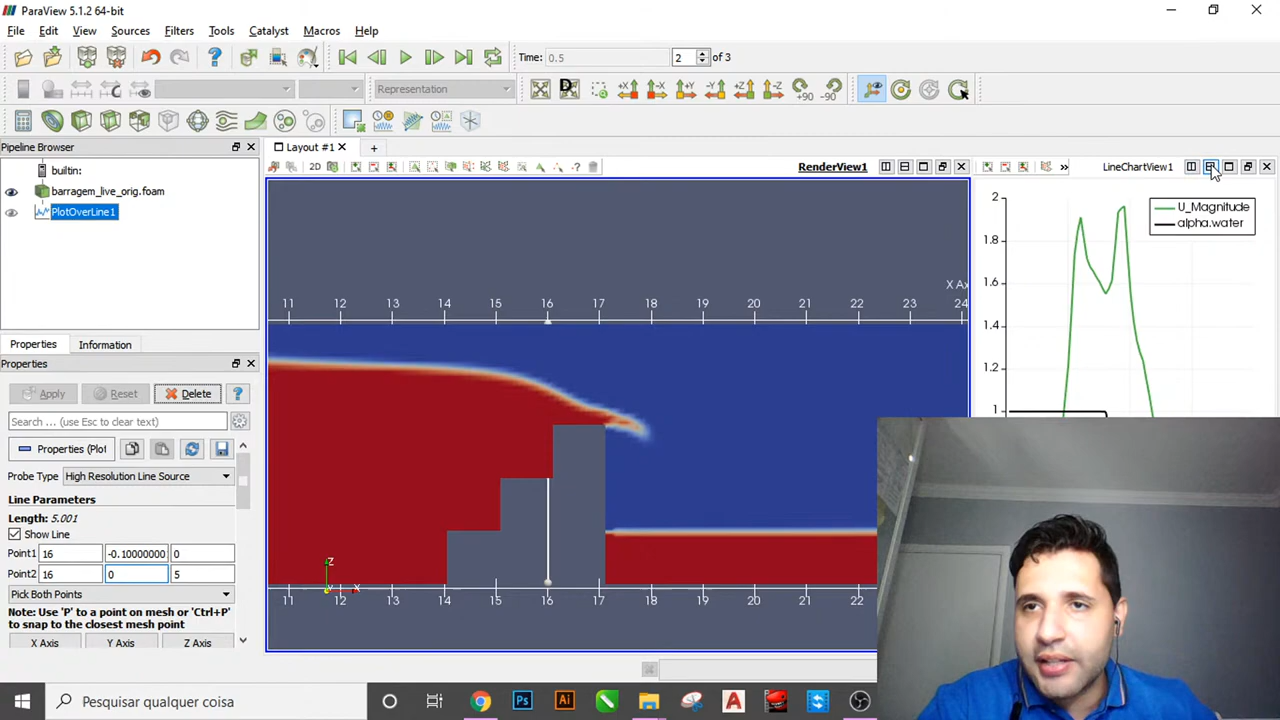 ParaView 5.1.2 64-bit
File Edit View Sources Filters Tools Catalyst Macros Help
Time: 0.5 2 of 3
Representation
+X -X +Y -Y +Z -Z +90 -90
Pipeline Browser
Layout #1
builtin:
barragem_live_orig.foam
PlotOverLine1
2D
RenderView1
LineChartView1
2
1.8
1.6
1.4
1.2
1
U_Magnitude
alpha.water
X Ax
11 12 13 14 15 16 17 18 19 20 21 22 23 24
11 12 13 14 15 16 17 18 19 20 21 22
Z
X
Properties Information
Properties
Apply Reset Delete ?
Search ... (use Esc to clear text)
Properties (Plot
Probe Type High Resolution Line Source
Line Parameters
Length: 5.001
Show Line
Point1 16 -0.10000000 0
Point2 16 0 5
Pick Both Points
Note: Use 'P' to a point on mesh or 'Ctrl+P'
to snap to the closest mesh point
X Axis Y Axis Z Axis
Pesquisar qualquer coisa
Ps
Ai
A